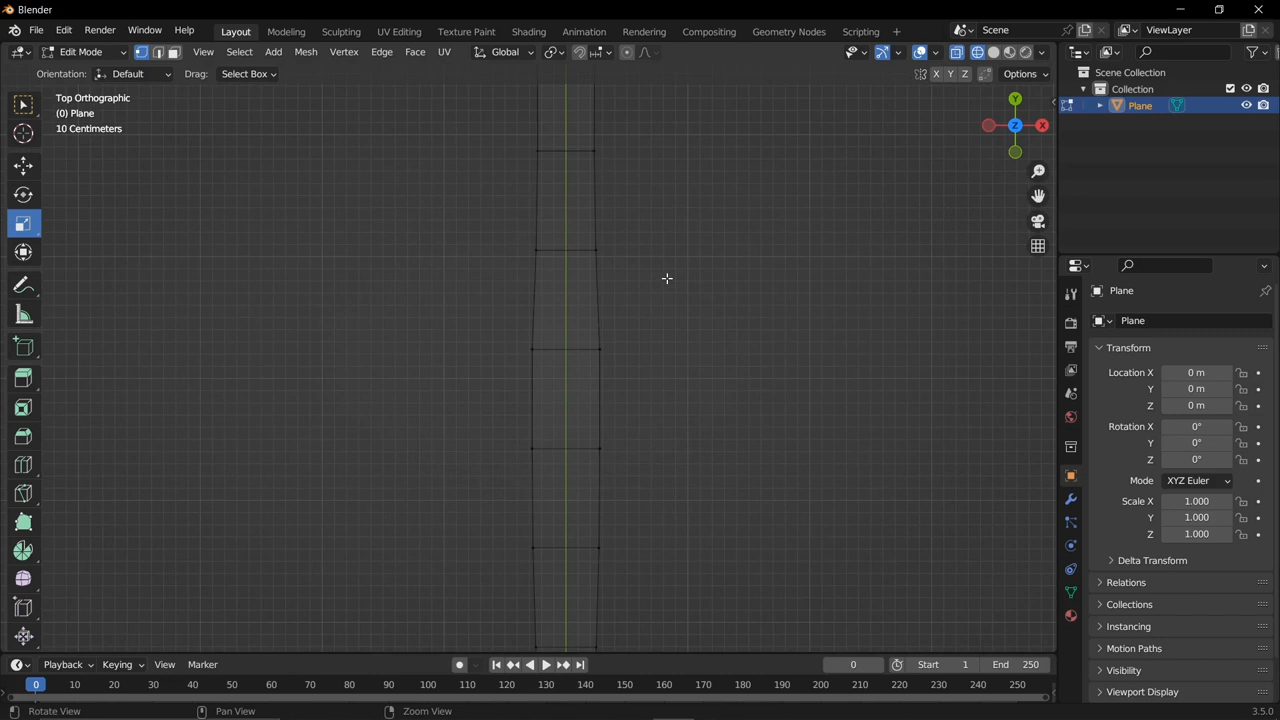 Blender
File Edit Render Window Help
Layout Modeling Sculpting UV Editing Texture Paint Shading Animation Rendering Compositing Geometry Nodes Scripting +
Scene
ViewLayer
Edit Mode
View Select Add Mesh Vertex Edge Face UV
Global
Orientation: Default Drag: Select Box
X Y Z Options
Top Orthographic
(0) Plane
10 Centimeters
Y
Z X
Scene Collection
Collection
Plane
Plane
Plane
Transform
Location X 0 m
Y 0 m
Z 0 m
Rotation X 0°
Y 0°
Z 0°
Mode XYZ Euler
Scale X 1.000
Y 1.000
Z 1.000
Delta Transform
Relations
Collections
Instancing
Motion Paths
Visibility
Viewport Display
Playback Keying View Marker
0 Start 1 End 250
0 10 20 30 40 50 60 70 80 90 100 110 120 130 140 150 160 170 180 190 200 210 220 230 240 250
Rotate View Pan View Zoom View 3.5.0